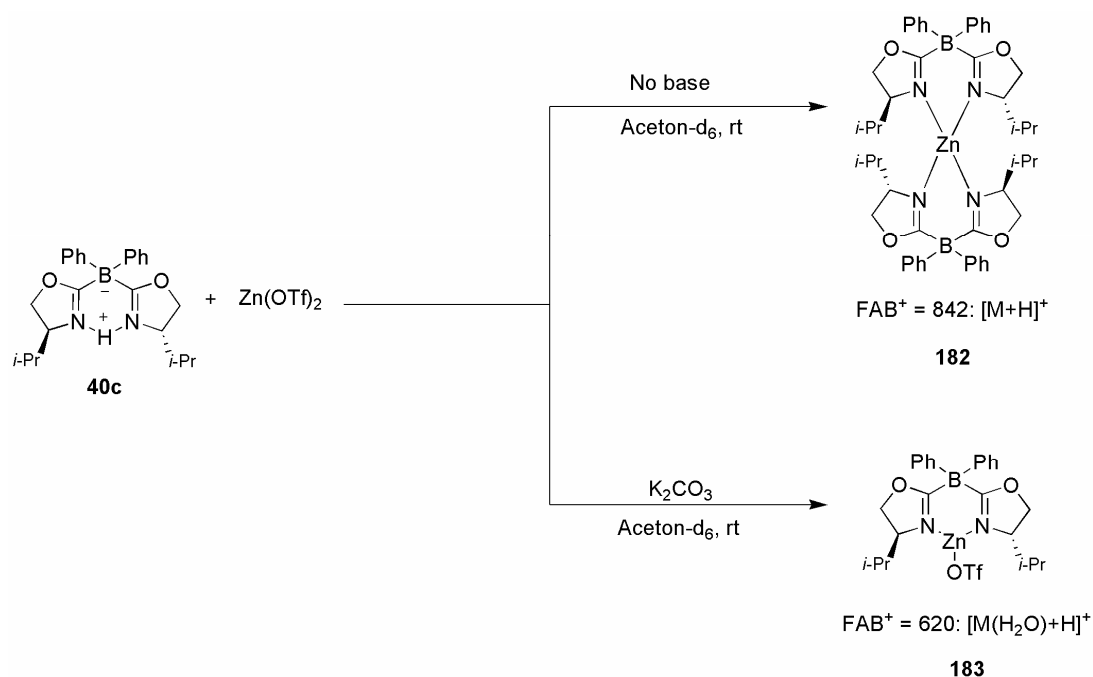 Ph Ph
B
O O
N N
i-Pr i-Pr
No base
Aceton-d6, rt
Zn
i-Pr i-Pr
N N
O O
B
Ph Ph
FAB+ = 842: [M+H]+
182
Ph Ph
B
−
O O
+
N H N
i-Pr i-Pr
40c
+ Zn(OTf)2
K2CO3
Aceton-d6, rt
Ph Ph
B
O O
N Zn N
i-Pr OTf i-Pr
FAB+ = 620: [M(H2O)+H]+
183